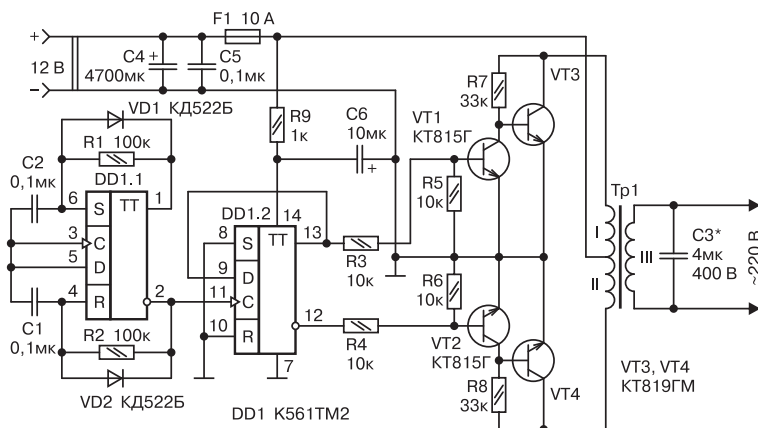 F1 10 А
+
12 В
−
C4
+
4700мк
C5
0,1мк
VD1 КД522Б
R1 100к
C2
0,1мк
DD1.1
6
S
TT
1
3
C
5
D
4
R
2
C1
0,1мк
R2 100к
VD2 КД522Б
R9
1к
C6
10мк
+
DD1.2
14
8
S
TT
13
9
D
11
C
10
R
12
7
DD1 К561ТМ2
R3
10к
R4
10к
R5
10к
R6
10к
VT1
КТ815Г
VT2
КТ815Г
R7
33к
R8
33к
VT3
VT4
Тр1
I
II
III
C3*
4мк
400 В
~220 В
VT3, VT4
КТ819ГМ